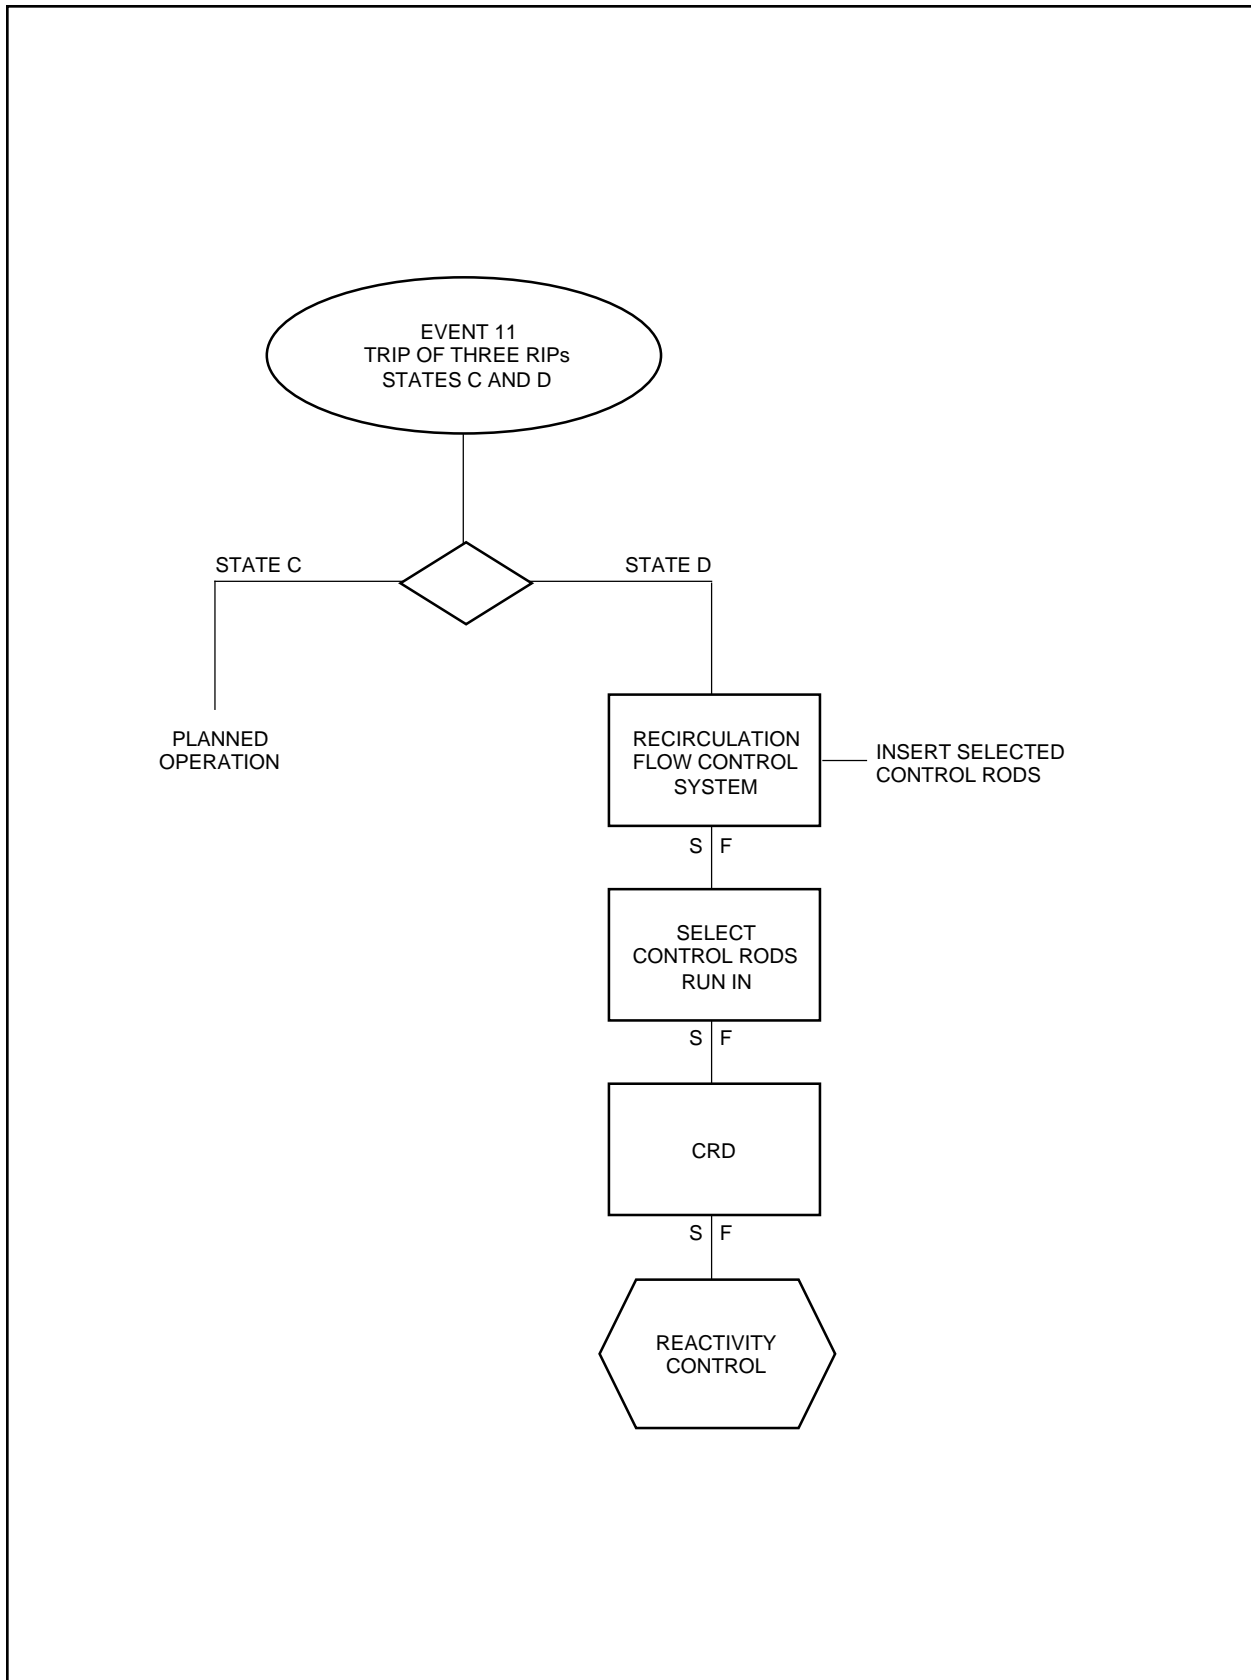 EVENT 11
TRIP OF THREE RIPs
STATES C AND D
STATE C
STATE D
PLANNED
OPERATION
RECIRCULATION
FLOW CONTROL
SYSTEM
INSERT SELECTED
CONTROL RODS
S F
SELECT
CONTROL RODS
RUN IN
S F
CRD
S F
REACTIVITY
CONTROL